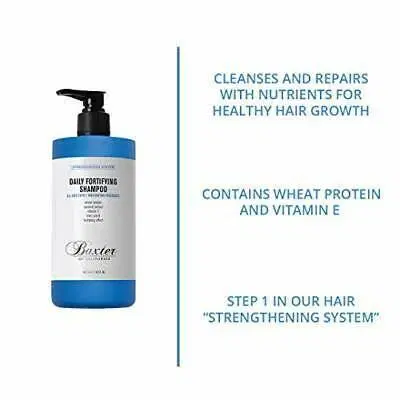 DAILY FORTIFYING
SHAMPOO
Baxter
CLEANSES AND REPAIRS
WITH NUTRIENTS FOR
HEALTHY HAIR GROWTH
CONTAINS WHEAT PROTEIN
AND VITAMIN E
STEP 1 IN OUR HAIR
“STRENGTHENING SYSTEM”